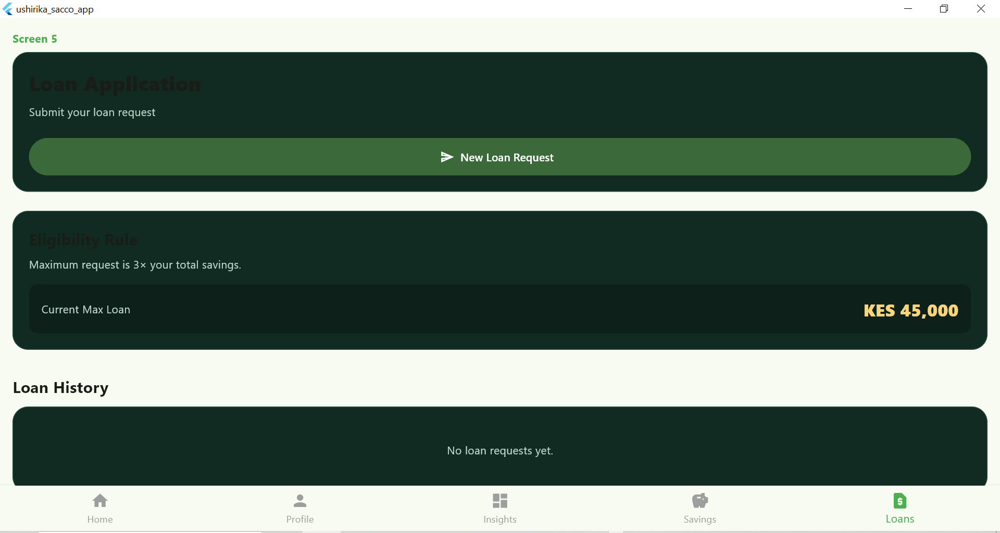 ushirika_sacco_app
Screen 5
Loan Application
Submit your loan request
New Loan Request
Eligibility Rule
Maximum request is 3× your total savings.
Current Max Loan
KES 45,000
Loan History
No loan requests yet.
Home
Profile
Insights
Savings
Loans